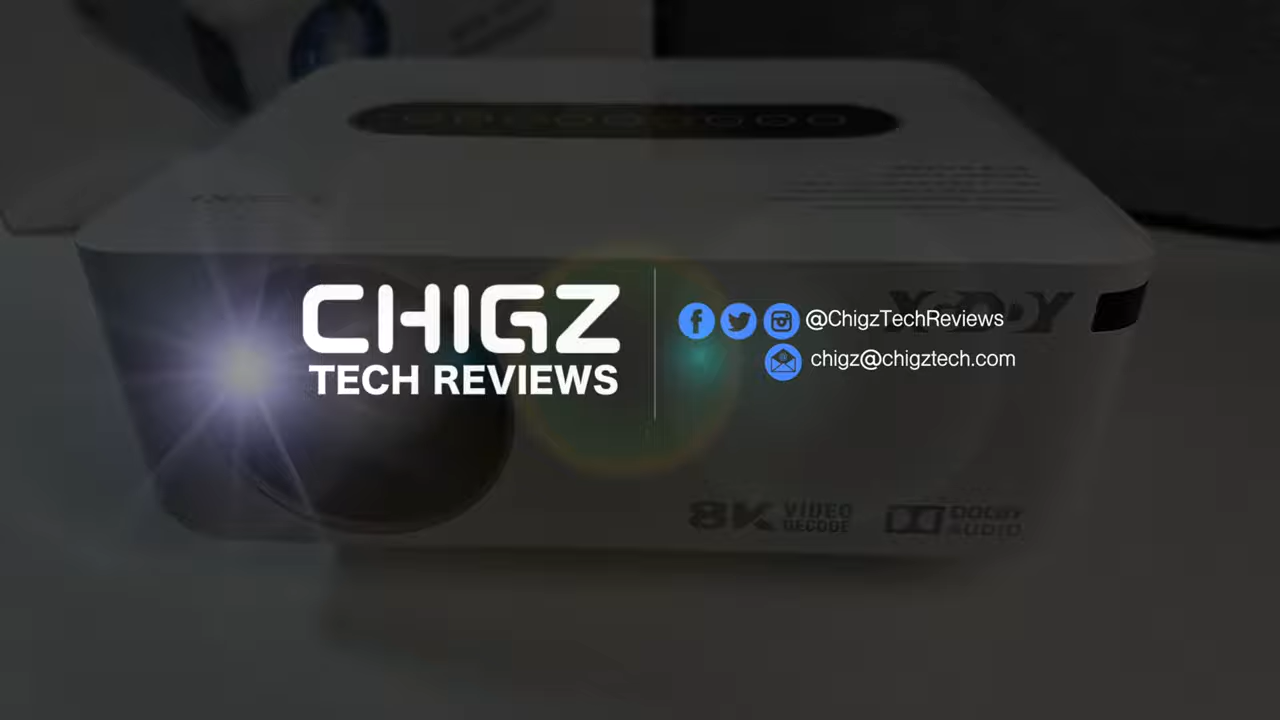 CHIGZ
TECH REVIEWS
@ChigzTechReviews
chigz@chigztech.com
8K VIDEO DECODE
DOLBY AUDIO